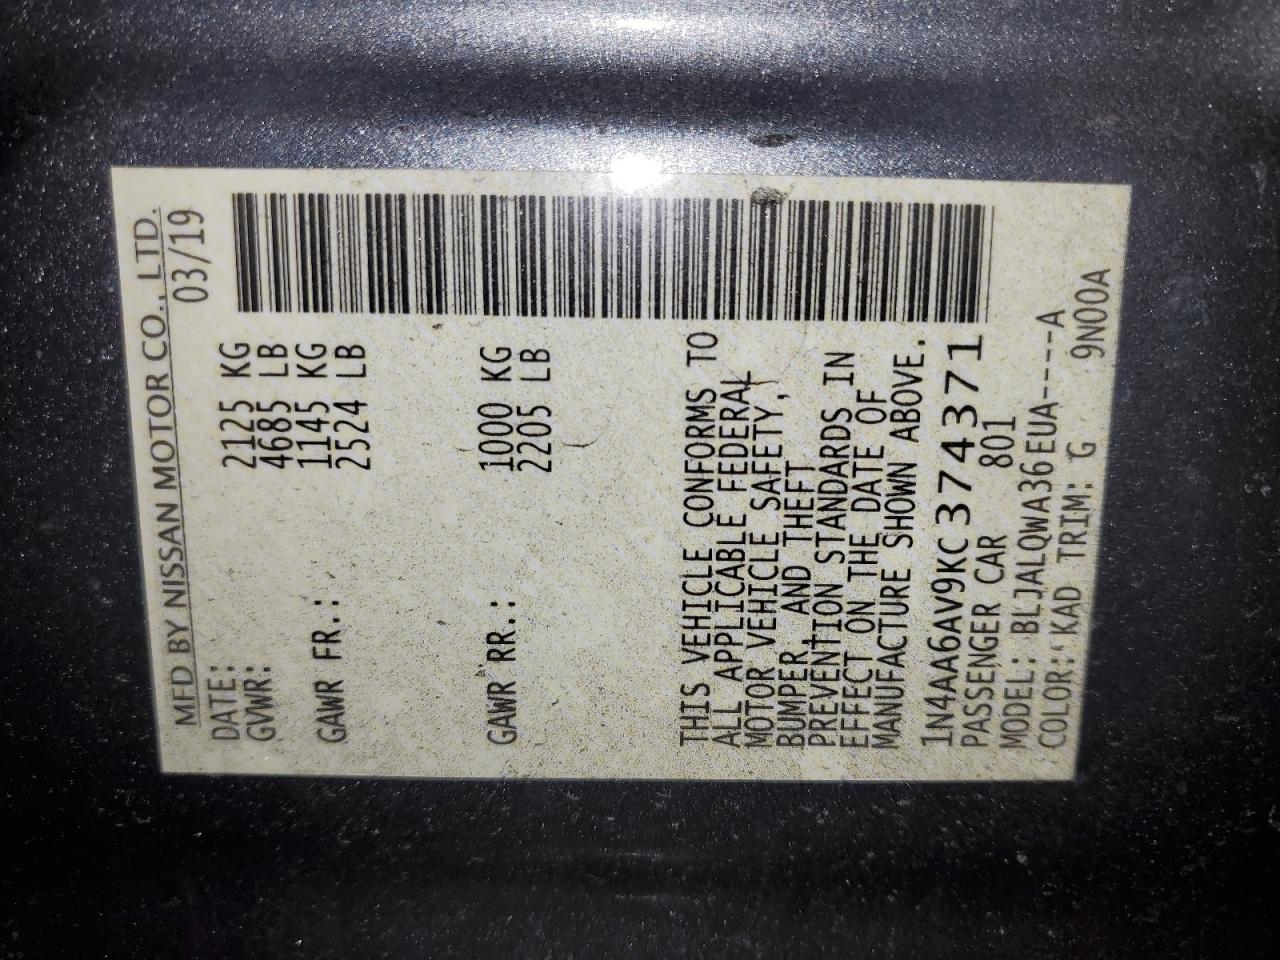 MFD BY NISSAN MOTOR CO., LTD.
DATE: 03/19
GVWR: 2125 KG
4685 LB
GAWR FR.: 1145 KG
2524 LB
GAWR RR.: 1000 KG
2205 LB
THIS VEHICLE CONFORMS TO
ALL APPLICABLE FEDERAL
MOTOR VEHICLE SAFETY,
BUMPER, AND THEFT
PREVENTION STANDARDS IN
EFFECT ON THE DATE OF
MANUFACTURE SHOWN ABOVE.
1N4AA6AV9KC374371
PASSENGER CAR 801
MODEL: BLJALQWA36EUA----A
COLOR: KAD TRIM: G 9N00A